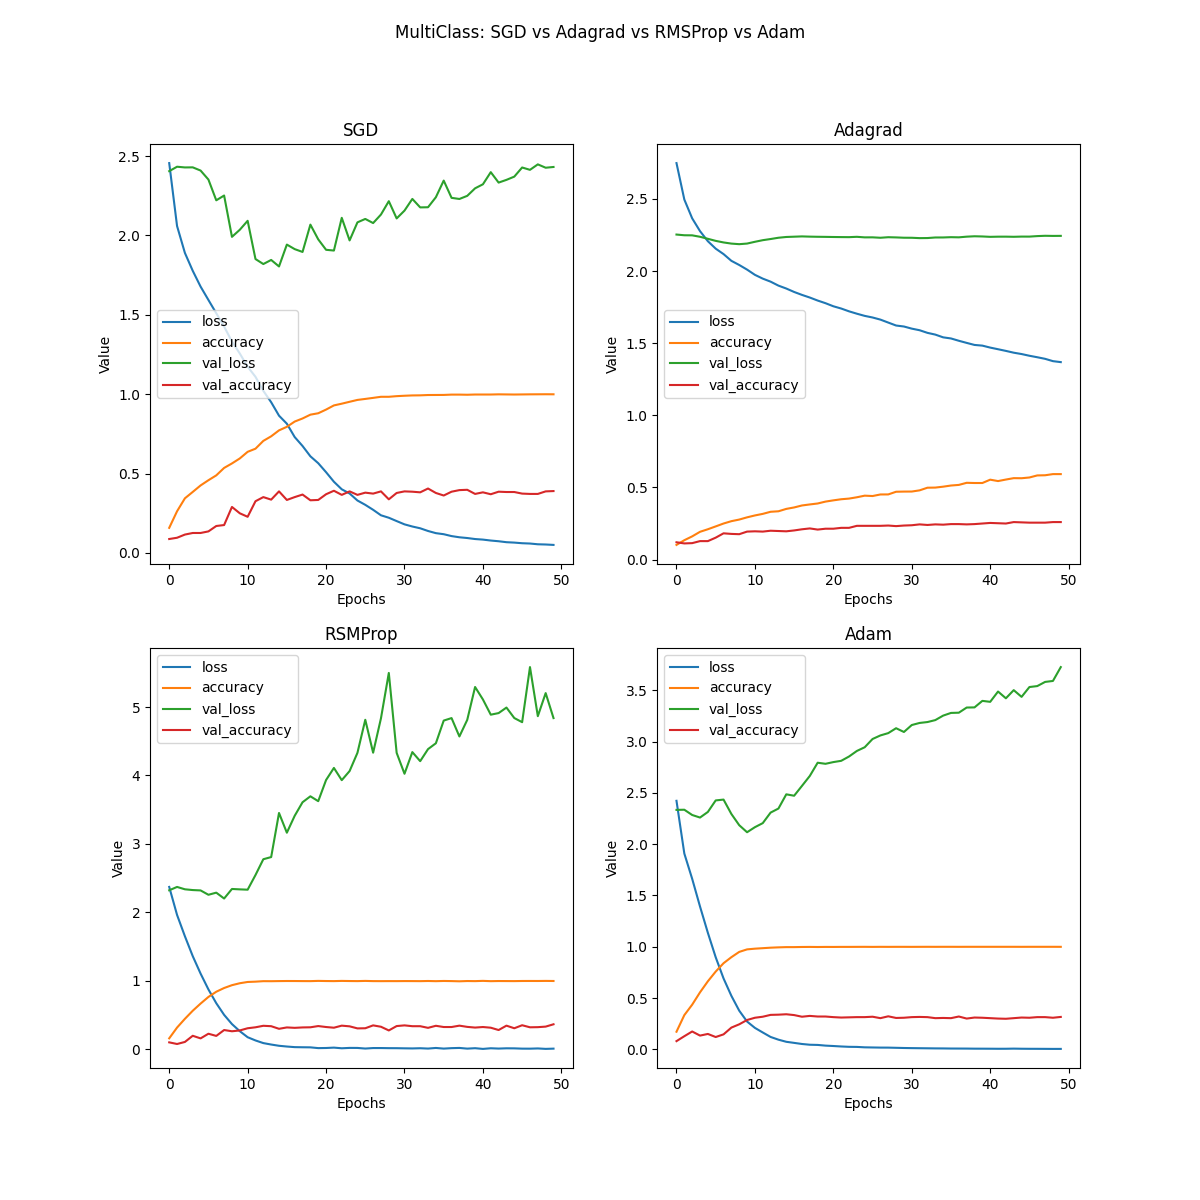 MultiClass: SGD vs Adagrad vs RMSProp vs Adam
SGD
2.5
2.0
1.5
1.0
0.5
0.0
Value
loss
accuracy
val_loss
val_accuracy
0 10 20 30 40 50
Epochs
Adagrad
2.5
2.0
1.5
1.0
0.5
0.0
Value
loss
accuracy
val_loss
val_accuracy
0 10 20 30 40 50
Epochs
RSMProp
5
4
3
2
1
0
Value
loss
accuracy
val_loss
val_accuracy
0 10 20 30 40 50
Epochs
Adam
3.5
3.0
2.5
2.0
1.5
1.0
0.5
0.0
Value
loss
accuracy
val_loss
val_accuracy
0 10 20 30 40 50
Epochs